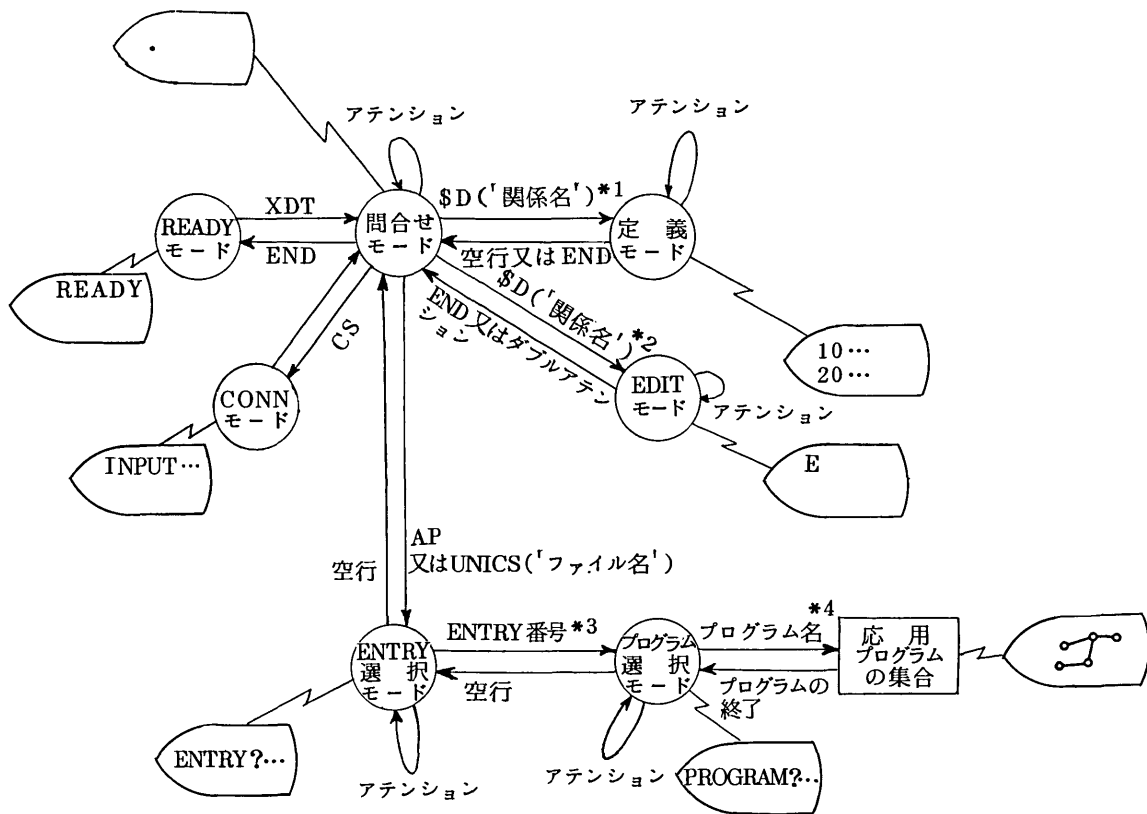 アテンション
アテンション
XDT
$D('関係名')*1
READY
モード
問合せ
モード
定義
モード
END
空行又はEND
READY
$D('関係名')*2
END又はダブルアテン
ション
CS
10…
20…
CONN
モード
EDIT
モード
アテンション
INPUT…
E
AP
又はUNICS('ファイル名')
空行
ENTRY番号*3
プログラム名*4
ENTRY
選択
モード
プログラム
選択
モード
応用
プログラム
の集合
空行
プログラムの
終了
ENTRY?…
アテンション
アテンション
PROGRAM?…